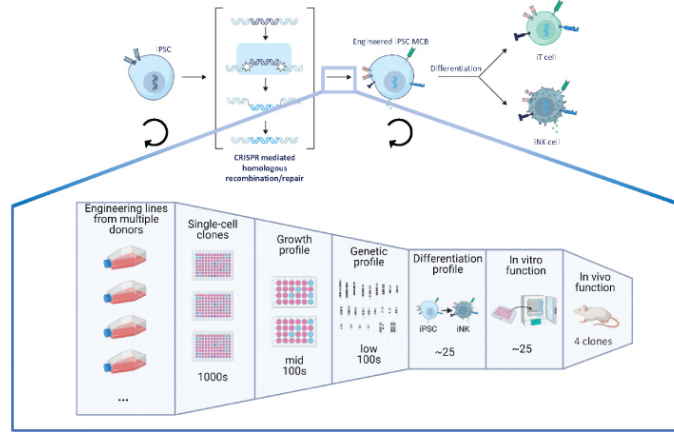 iPSC
Engineered iPSC MCB
Differentiation
iT cell
iNK cell
CRISPR mediated
homologous
recombination/repair
Engineering lines
from multiple
donors
...
Single-cell
clones
1000s
Growth
profile
mid
100s
Genetic
profile
low
100s
Differentiation
profile
iPSC
iNK
~25
In vitro
function
~25
In vivo
function
4 clones